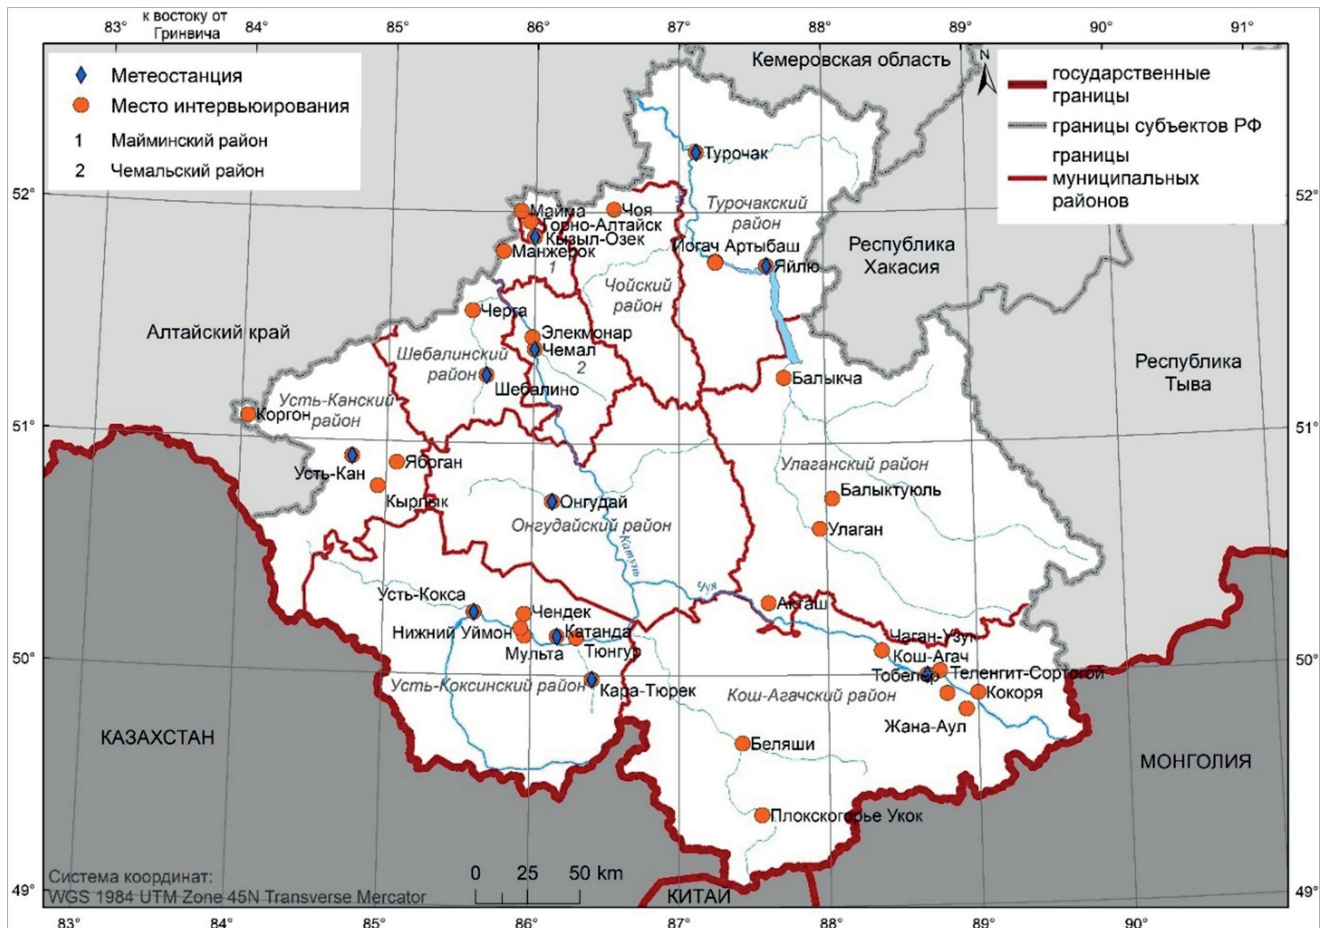 83°
к востоку от
Гринвича
84°
85°
86°
87°
88°
89°
90°
91°
Метеостанция
Место интервьюирования
1 Майминский район
2 Чемальский район
N
государственные
границы
границы субъектов РФ
границы
муниципальных
районов
Кемеровская область
Турочак
52°
52°
Майма
Чоя
Турочакский
район
Горно-Алтайск
Кызыл-Озек
Манжерок
1
Иогач Артыбаш
Яйлю
Республика
Хакасия
Чойский
район
Черга
Алтайский край
Элекмонар
Чемал
2
Шебалинский
район
Шебалино
Балыкча
Республика
Тыва
Усть-Канский
район
Коргон
51°
51°
Усть-Кан
Ябоган
Кырлык
Улаганский район
Балыктуюль
Онгудай
Онгудайский район
Улаган
Катунь
Чуя
Усть-Кокса
Чендек
Акташ
Нижний Уймон
Катанда
Мульта
Тюнгур
Чаган-Узун
Кош-Агач
Тобелер
Теленгит-Сортогой
50°
50°
Усть-Коксинский район
Кара-Тюрек
Кош-Агачский район
Кокоря
Жана-Аул
КАЗАХСТАН
Беляши
МОНГОЛИЯ
Плокскогорье Укок
Система координат:
WGS 1984 UTM Zone 45N Transverse Mercator
0 25 50 km
КИТАЙ
49°
49°
83°
84°
85°
86°
87°
88°
89°
90°